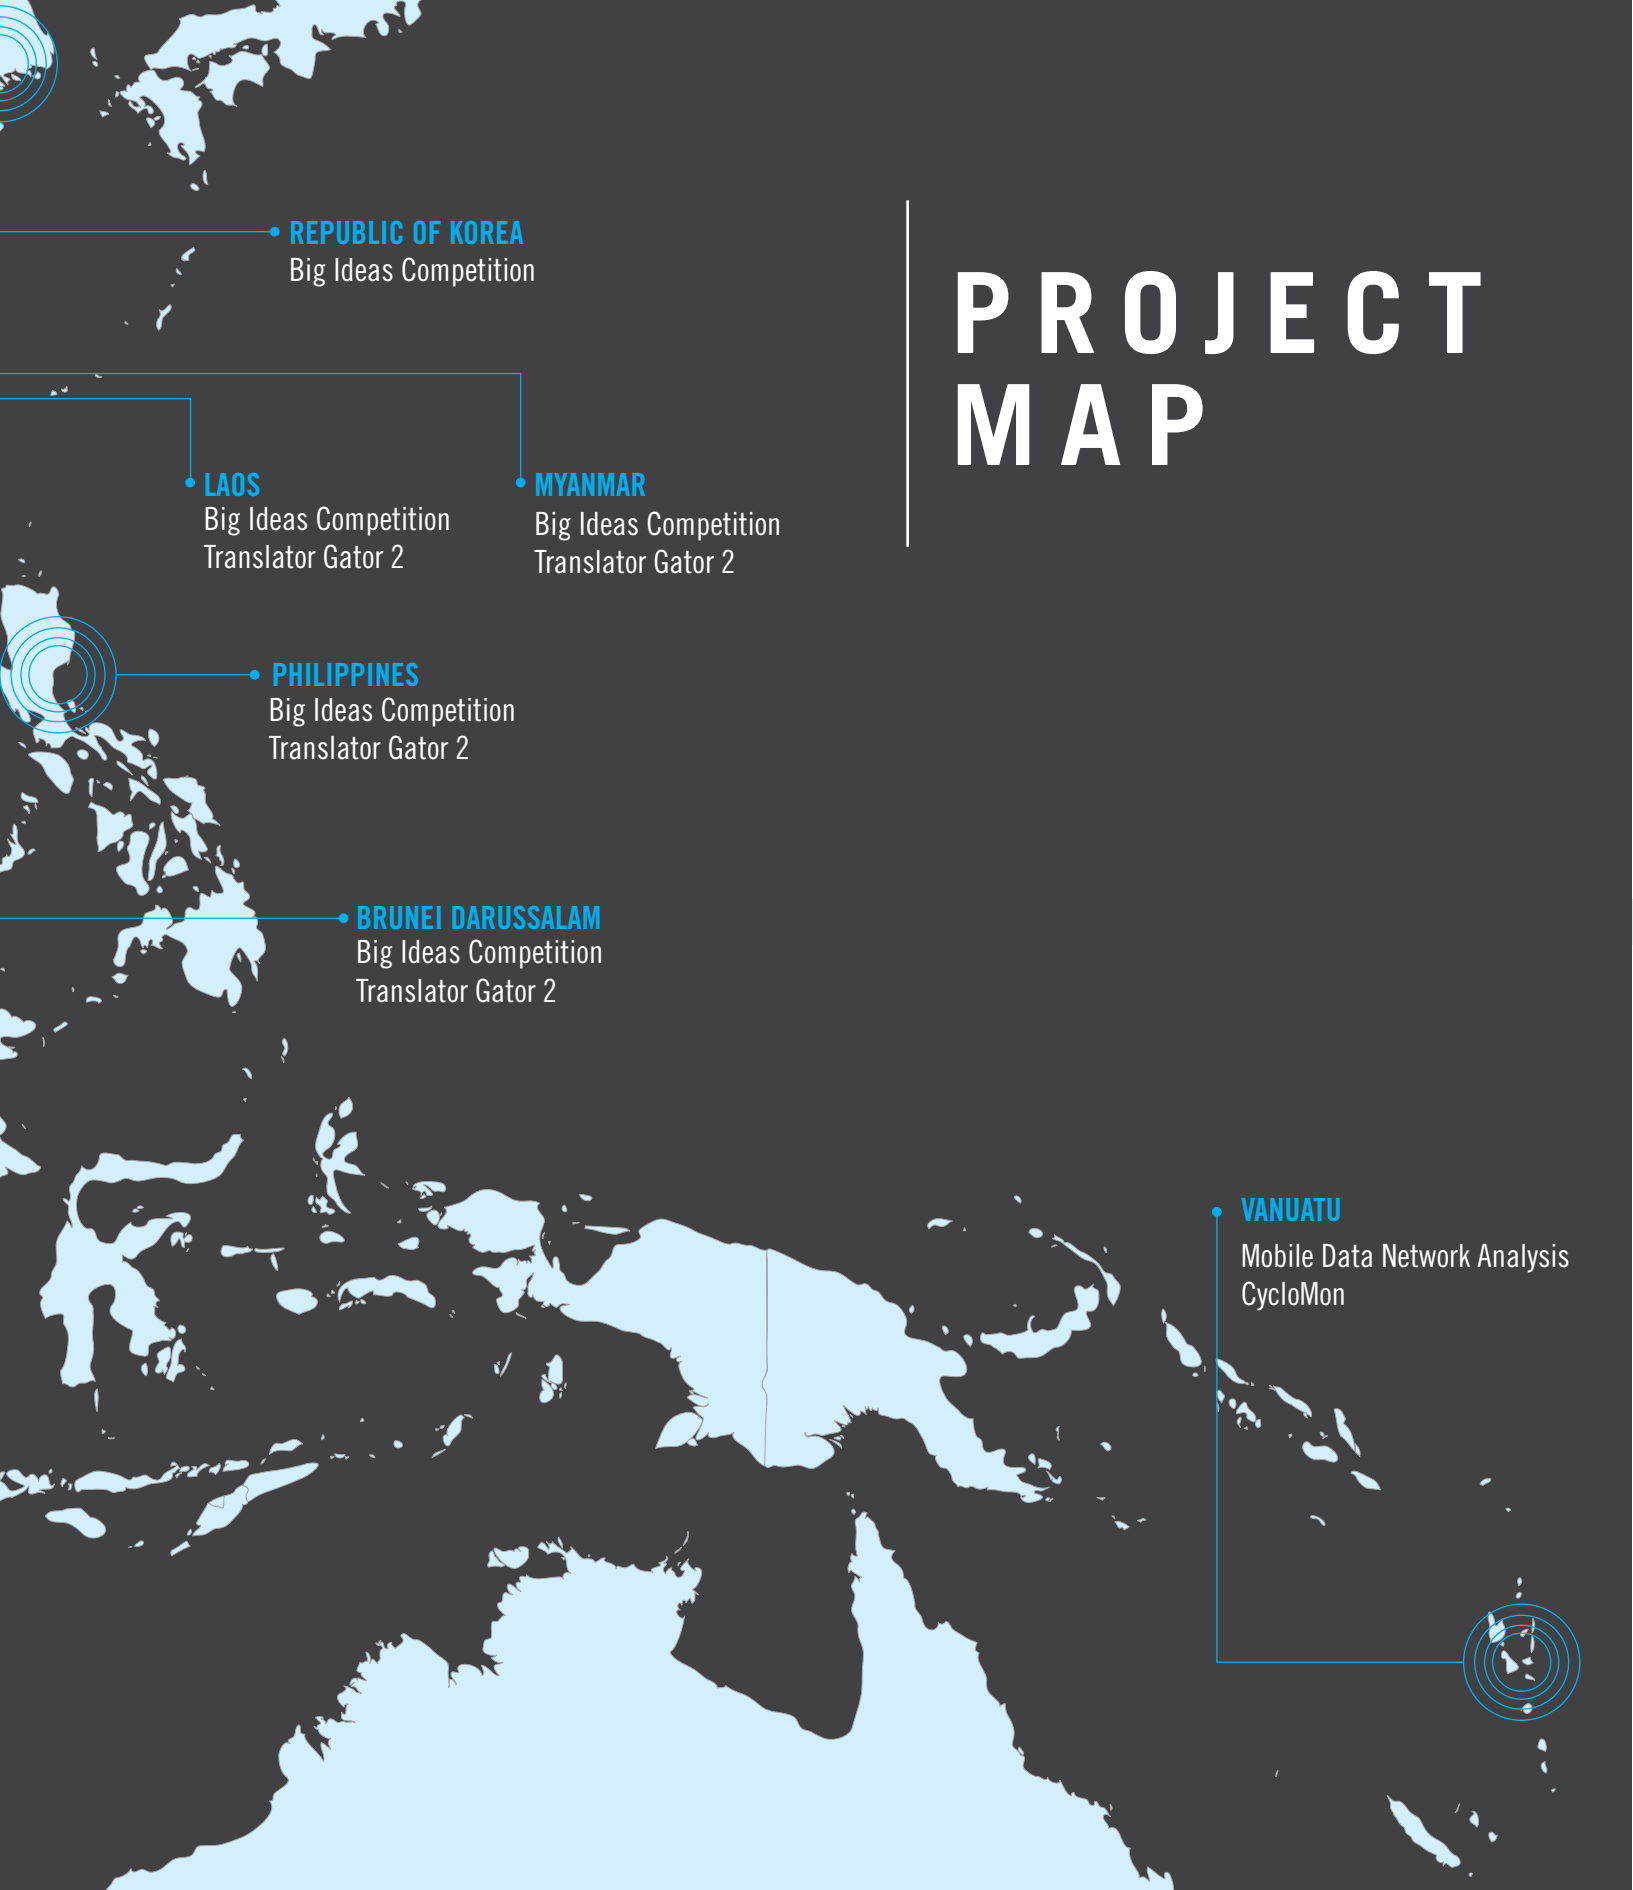 PROJECT
MAP
REPUBLIC OF KOREA
Big Ideas Competition
LAOS
Big Ideas Competition
Translator Gator 2
MYANMAR
Big Ideas Competition
Translator Gator 2
PHILIPPINES
Big Ideas Competition
Translator Gator 2
BRUNEI DARUSSALAM
Big Ideas Competition
Translator Gator 2
VANUATU
Mobile Data Network Analysis
CycloMon